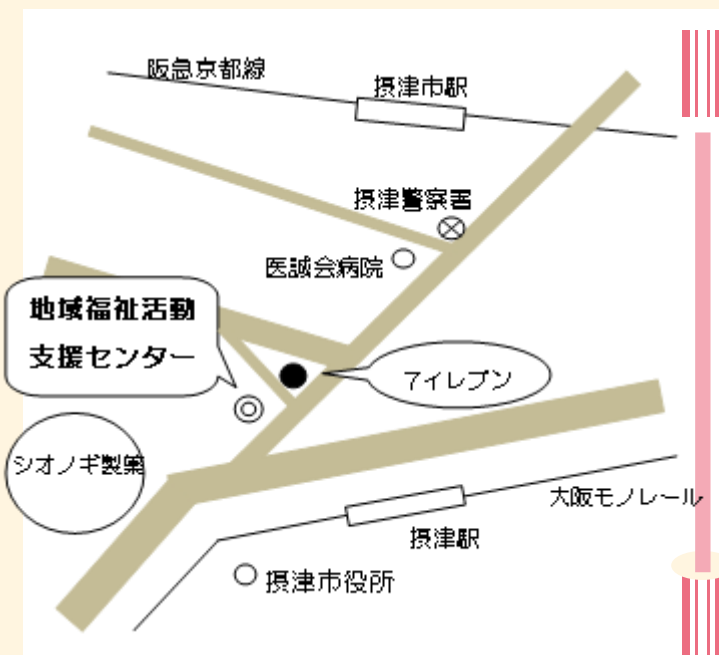 阪急京都線
摂津市駅
摂津警察署
医誠会病院
地域福祉活動
支援センター
7イレブン
シオノギ製薬
大阪モノレール
摂津駅
摂津市役所